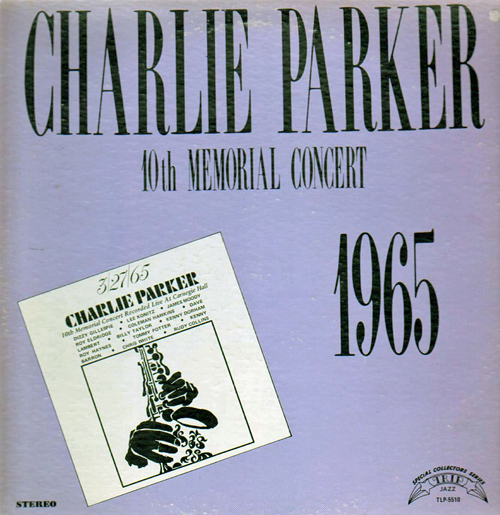 CHARLIE PARKER
10th MEMORIAL CONCERT
1965
3/27/65
CHARLIE PARKER
10th Memorial Concert Recorded Live At Carnegie Hall
DIZZY GILLESPIE • LEE KONITZ • JAMES MOODY
ROY ELDRIDGE • COLEMAN HAWKINS • DAVE
LAMBERT • BILLY TAYLOR • KENNY DORHAM
ROY HAYNES • TOMMY POTTER • KENNY
BARRON • CHRIS WHITE • RUDY COLLINS
STEREO
SPECIAL COLLECTORS SERIES
TRIP
JAZZ
TLP-5510